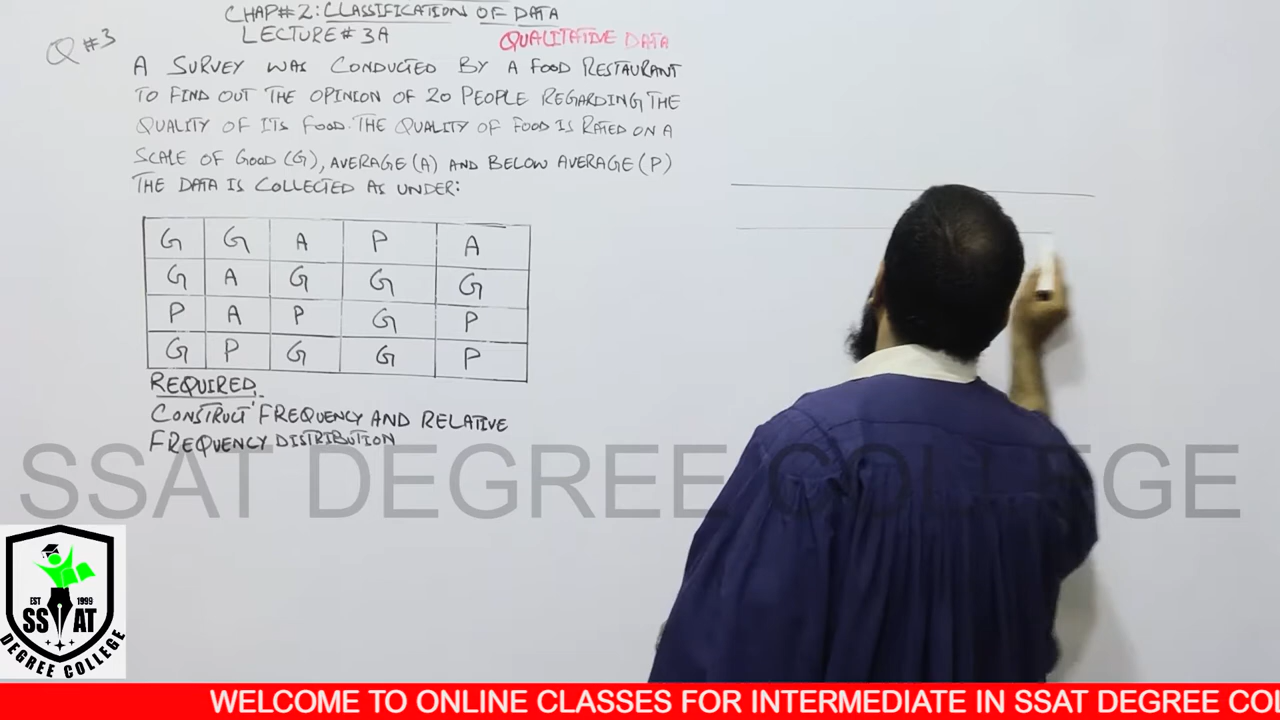 CHAP#2: CLASSIFICATION OF DATA
LECTURE# 3A
QUALITATIVE DATA
Q #3
A SURVEY WAS CONDUCTED BY A FOOD RESTAURANT
TO FIND OUT THE OPINION OF 20 PEOPLE REGARDING THE
QUALITY OF ITS FOOD. THE QUALITY OF FOOD IS RATED ON A
SCALE OF GOOD (G), AVERAGE (A) AND BELOW AVERAGE (P)
THE DATA IS COLLECTED AS UNDER:
G G A P A
G A G G G
P A P G P
G P G G P
REQUIRED
CONSTRUCT FREQUENCY AND RELATIVE
FREQUENCY DISTRIBUTION
SSAT DEGREE COLLEGE
EST 1999
SSAT
DEGREE COLLEGE
WELCOME TO ONLINE CLASSES FOR INTERMEDIATE IN SSAT DEGREE COL